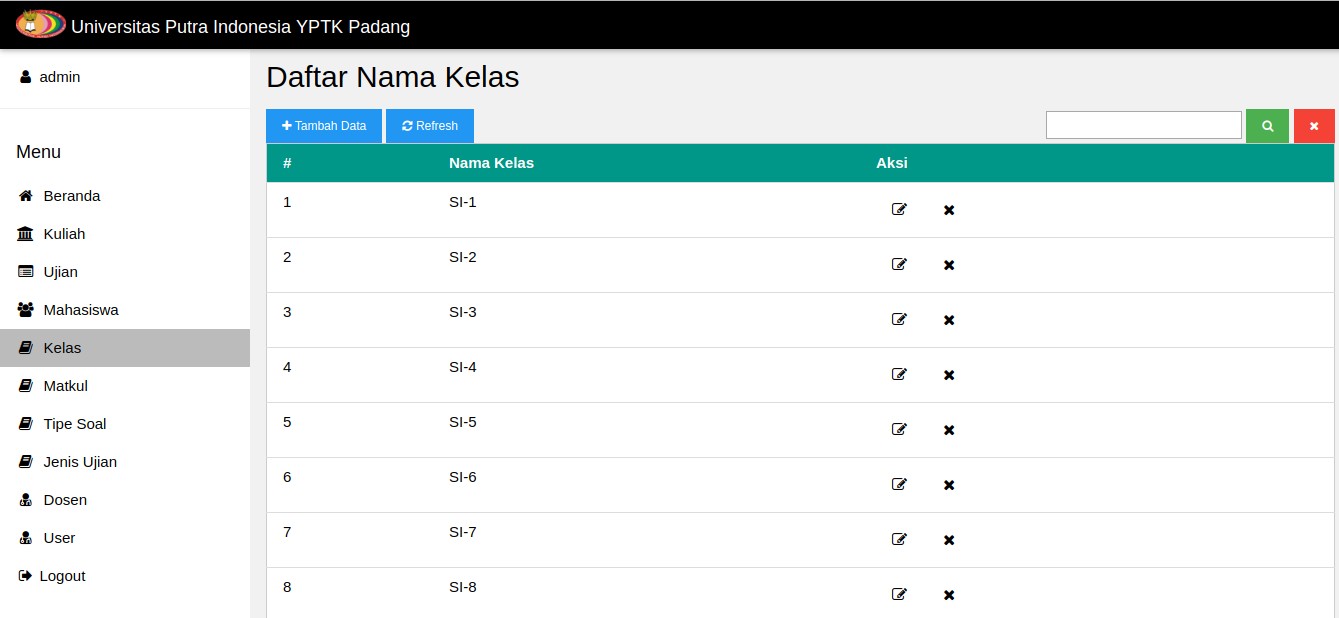 Universitas Putra Indonesia YPTK Padang
admin
Menu
Beranda
Kuliah
Ujian
Mahasiswa
Kelas
Matkul
Tipe Soal
Jenis Ujian
Dosen
User
Logout
Daftar Nama Kelas
Tambah Data Refresh
# Nama Kelas Aksi
1 SI-1
2 SI-2
3 SI-3
4 SI-4
5 SI-5
6 SI-6
7 SI-7
8 SI-8